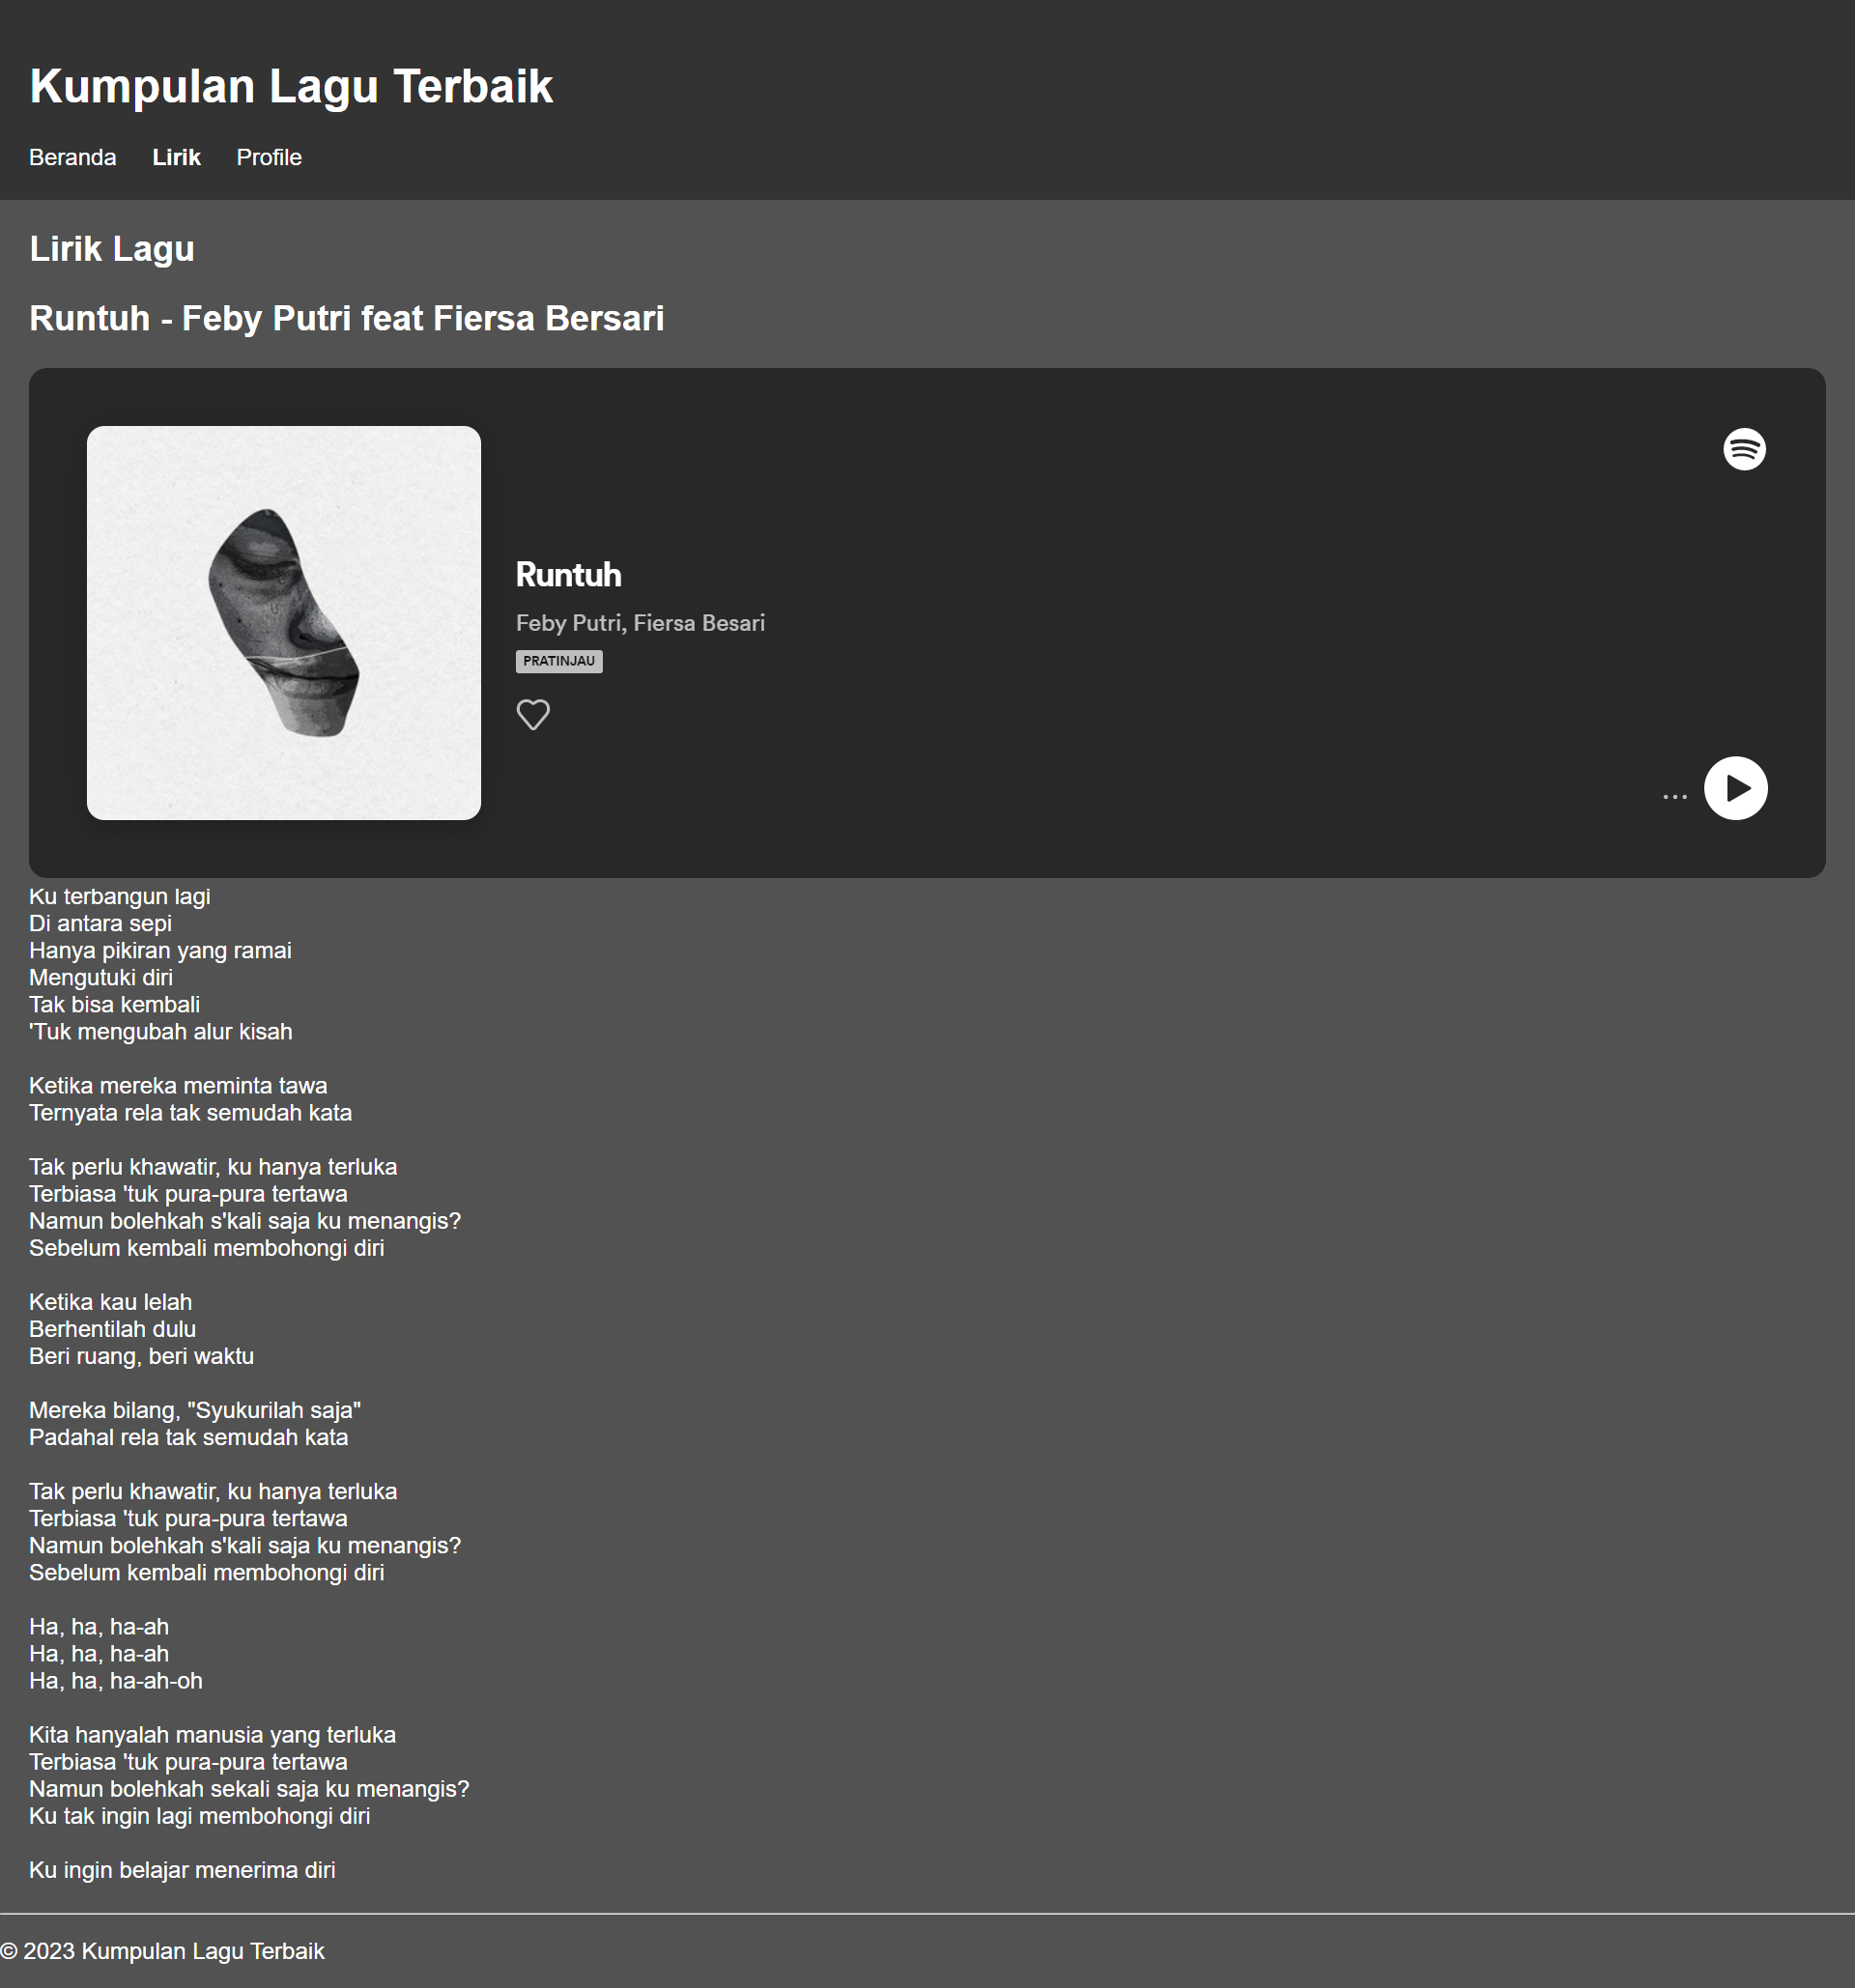 Kumpulan Lagu Terbaik
Beranda Lirik Profile
Lirik Lagu
Runtuh - Feby Putri feat Fiersa Bersari
Runtuh
Feby Putri, Fiersa Besari
PRATINJAU
Ku terbangun lagi
Di antara sepi
Hanya pikiran yang ramai
Mengutuki diri
Tak bisa kembali
'Tuk mengubah alur kisah
Ketika mereka meminta tawa
Ternyata rela tak semudah kata
Tak perlu khawatir, ku hanya terluka
Terbiasa 'tuk pura-pura tertawa
Namun bolehkah s'kali saja ku menangis?
Sebelum kembali membohongi diri
Ketika kau lelah
Berhentilah dulu
Beri ruang, beri waktu
Mereka bilang, "Syukurilah saja"
Padahal rela tak semudah kata
Tak perlu khawatir, ku hanya terluka
Terbiasa 'tuk pura-pura tertawa
Namun bolehkah s'kali saja ku menangis?
Sebelum kembali membohongi diri
Ha, ha, ha-ah
Ha, ha, ha-ah
Ha, ha, ha-ah-oh
Kita hanyalah manusia yang terluka
Terbiasa 'tuk pura-pura tertawa
Namun bolehkah sekali saja ku menangis?
Ku tak ingin lagi membohongi diri
Ku ingin belajar menerima diri
© 2023 Kumpulan Lagu Terbaik